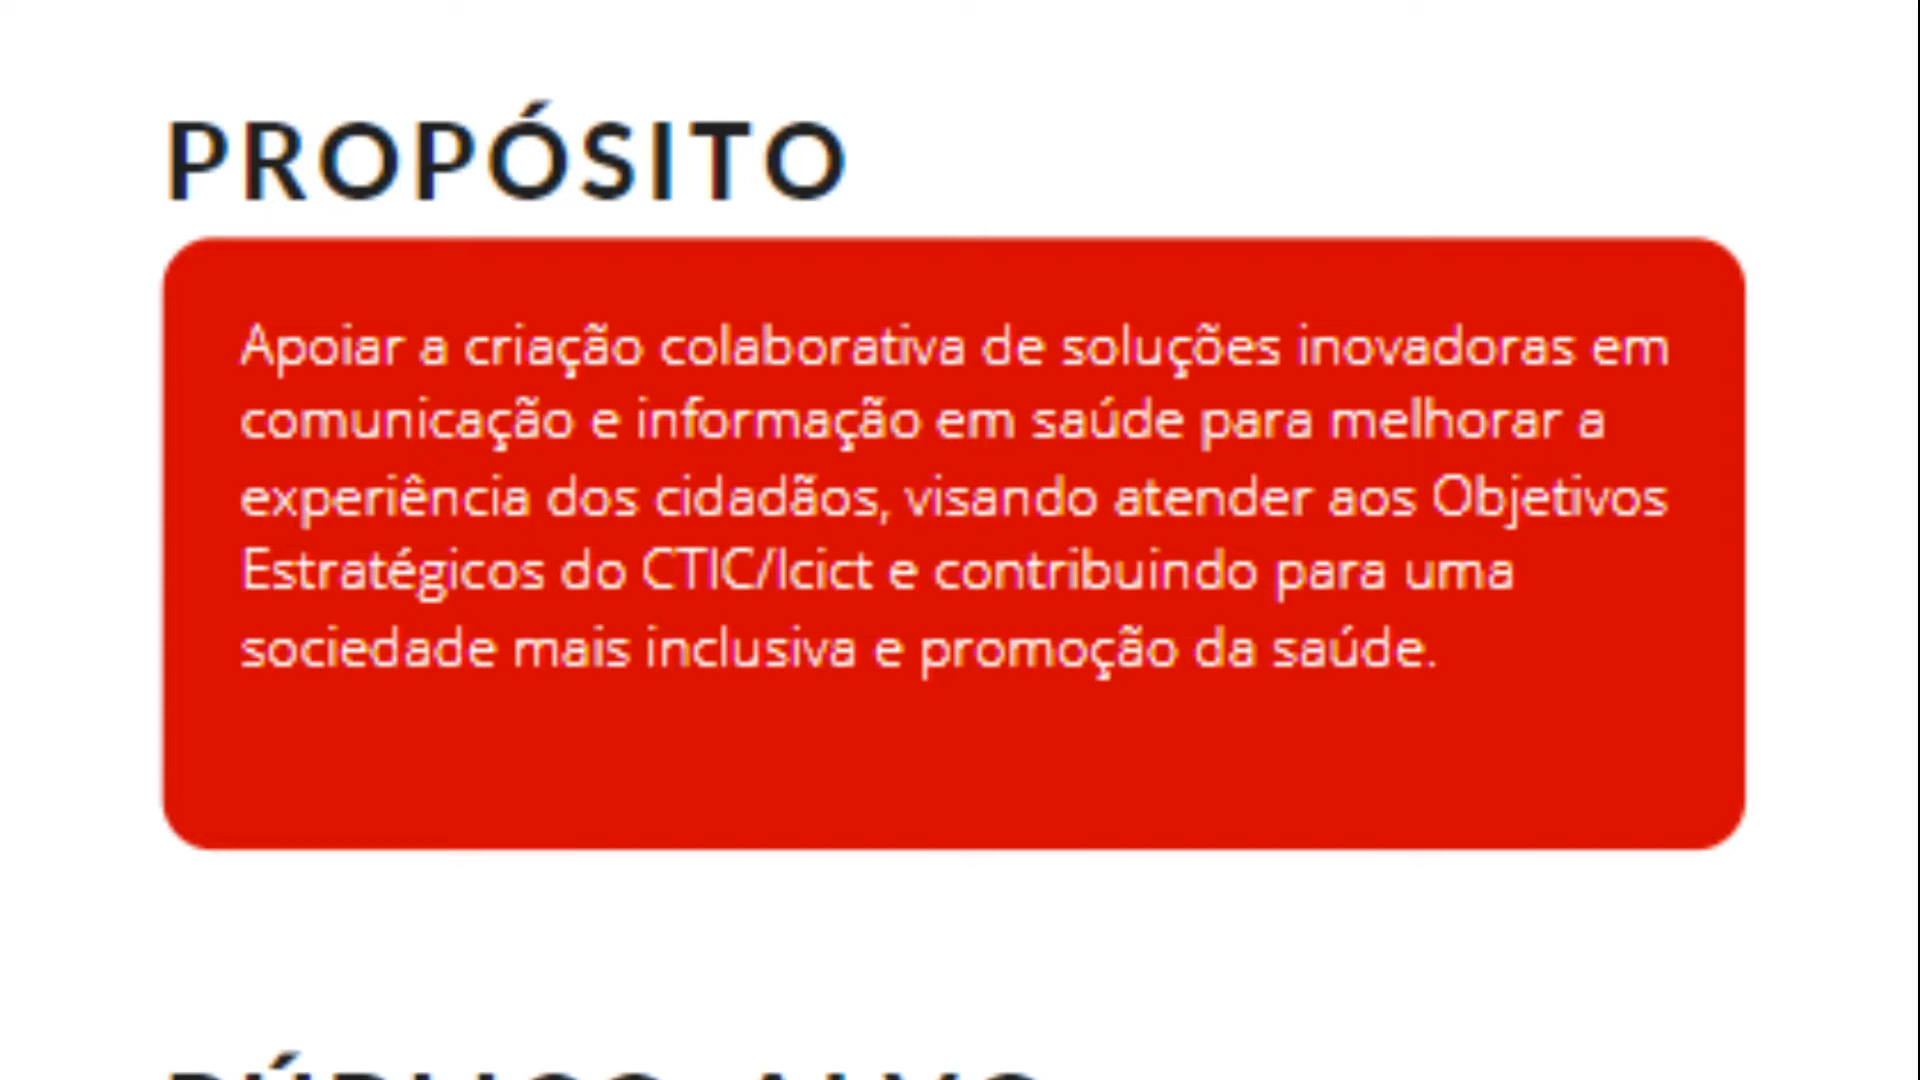 PROPÓSITO
Apoiar a criação colaborativa de soluções inovadoras em
comunicação e informação em saúde para melhorar a
experiência dos cidadãos, visando atender aos Objetivos
Estratégicos do CTIC/Icict e contribuindo para uma
sociedade mais inclusiva e promoção da saúde.